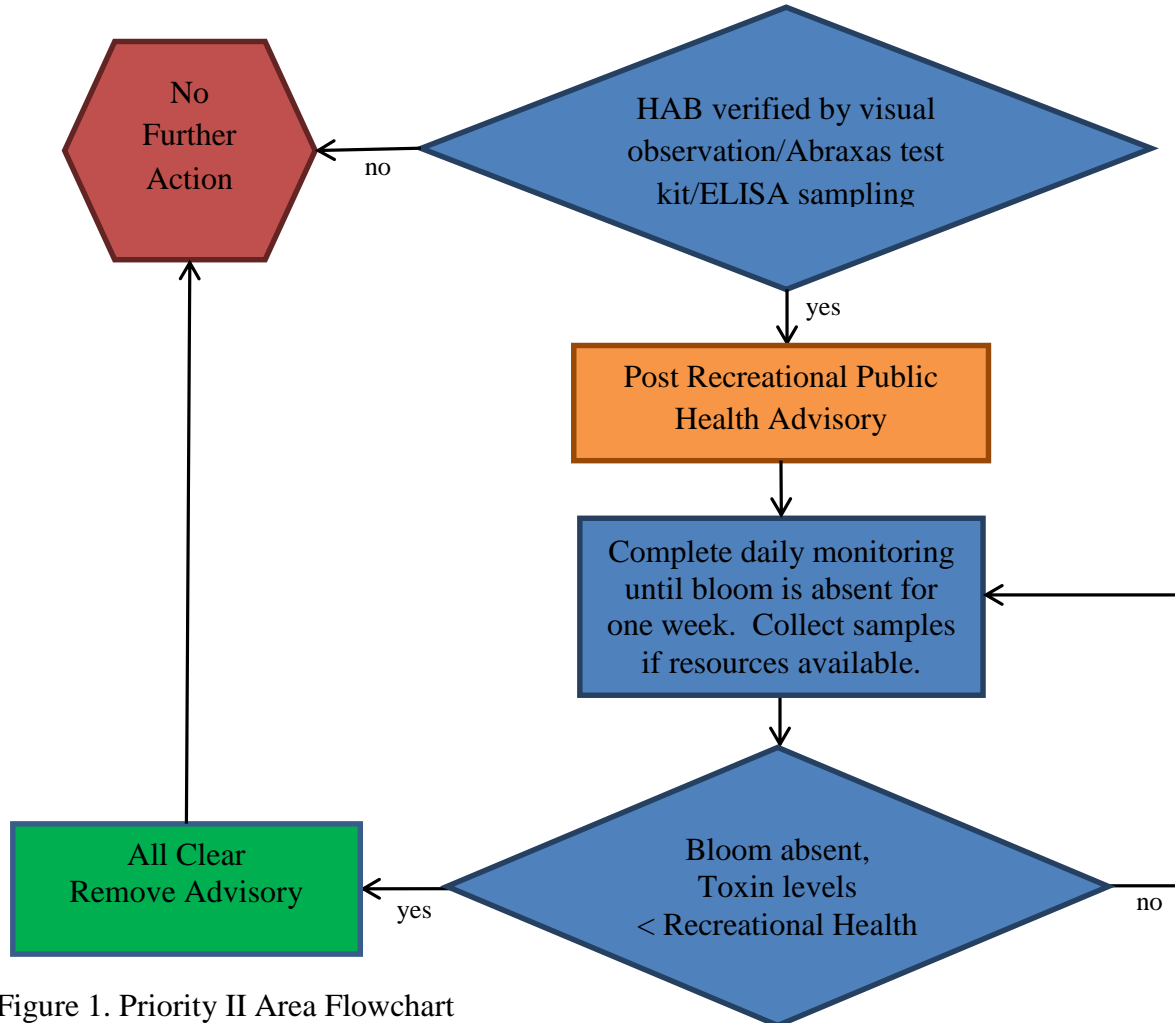 No
Further
Action
HAB verified by visual
observation/Abraxas test
kit/ELISA sampling
no
yes
Post Recreational Public
Health Advisory
Complete daily monitoring
until bloom is absent for
one week.  Collect samples
if resources available.
Bloom absent,
Toxin levels
< Recreational Health
no
yes
All Clear
Remove Advisory
Figure 1. Priority II Area Flowchart